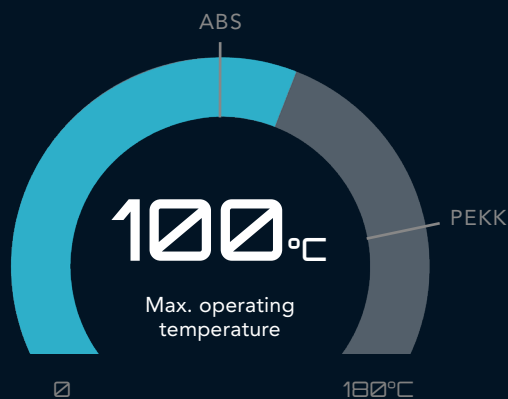 ABS
PEKK
100°C
Max. operating
temperature
0
180°C